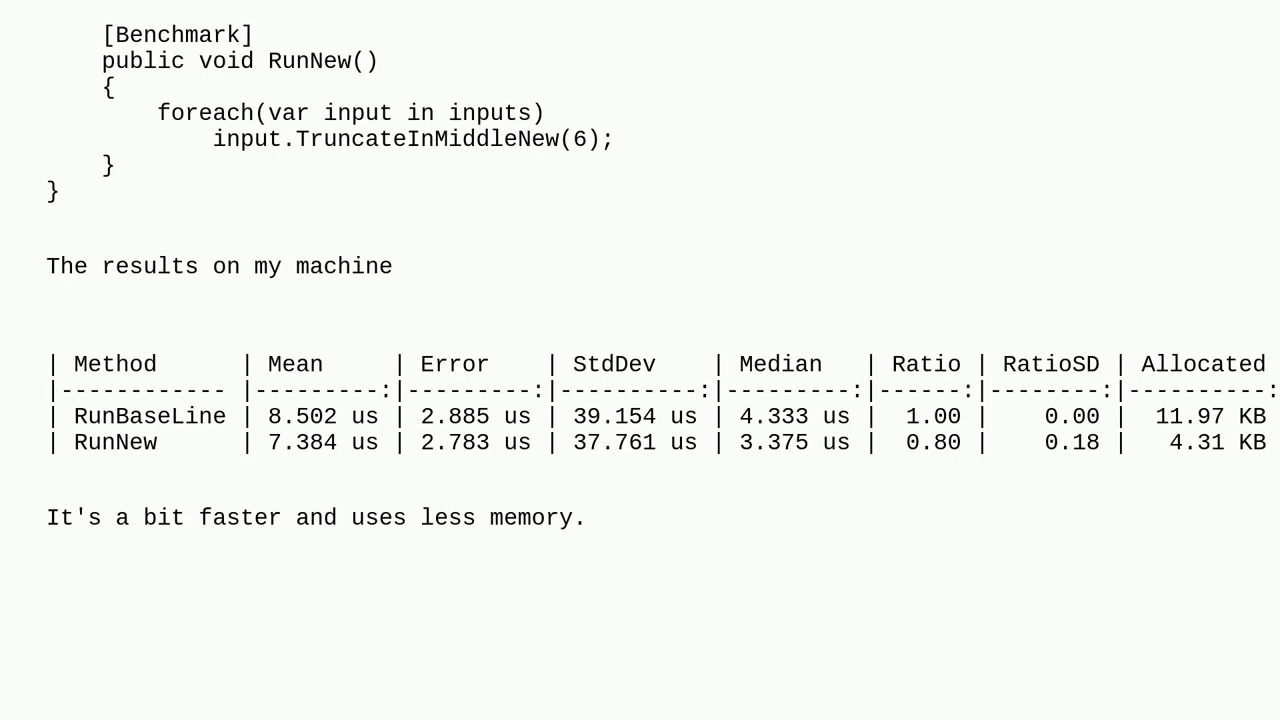 [Benchmark]
public void RunNew()
{
foreach(var input in inputs)
input.TruncateInMiddleNew(6);
}
}
The results on my machine
| Method      | Mean     | Error    | StdDev    | Median   | Ratio | RatioSD | Allocated
|------------ |---------:|---------:|----------:|---------:|------:|--------:|----------:
| RunBaseLine | 8.502 us | 2.885 us | 39.154 us | 4.333 us |  1.00 |    0.00 |  11.97 KB
| RunNew      | 7.384 us | 2.783 us | 37.761 us | 3.375 us |  0.80 |    0.18 |   4.31 KB
It's a bit faster and uses less memory.